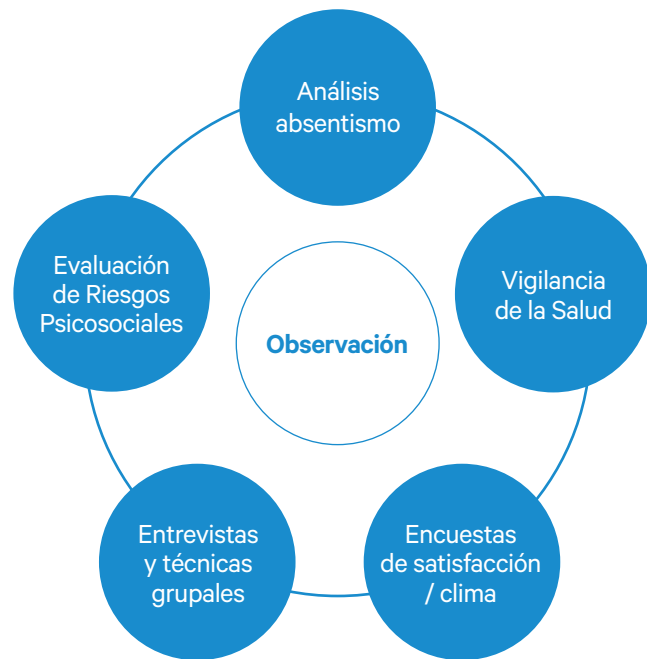 Análisis
absentismo
Evaluación
de Riesgos
Psicosociales
Vigilancia
de la Salud
Observación
Entrevistas
y técnicas
grupales
Encuestas
de satisfacción
/ clima